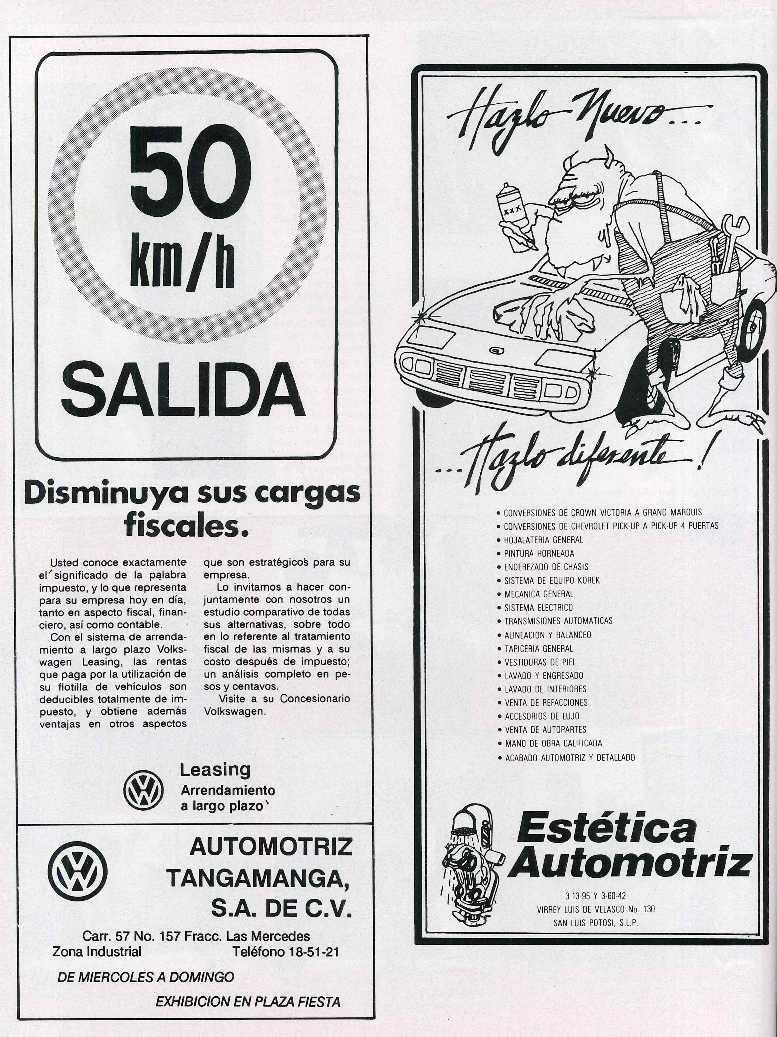 50
km/h
SALIDA
Disminuya sus cargas
fiscales.
Usted conoce exactamente
el significado de la palabra
impuesto, y lo que representa
para su empresa hoy en día,
tanto en aspecto fiscal, finan-
ciero, así como contable.
Con el sistema de arrenda-
miento a largo plazo Volks-
wagen Leasing, las rentas
que paga por la utilización de
su flotilla de vehículos son
deducibles totalmente de im-
puesto, y obtiene además
ventajas en otros aspectos
que son estratégicos para su
empresa.
Lo invitamos a hacer con-
juntamente con nosotros un
estudio comparativo de todas
sus alternativas, sobre todo
en lo referente al tratamiento
fiscal de las mismas y a su
costo después de impuesto;
un análisis completo en pe-
sos y centavos.
Visite a su Concesionario
Volkswagen.
Leasing
Arrendamiento
a largo plazo
AUTOMOTRIZ
TANGAMANGA,
S.A. DE C.V.
Carr. 57 No. 157 Fracc. Las Mercedes
Zona Industrial Teléfono 18-51-21
DE MIERCOLES A DOMINGO
EXHIBICION EN PLAZA FIESTA
Hazlo Nuevo...
XXX
...Hazlo diferente!
• CONVERSIONES DE CROWN VICTORIA A GRAND MARQUIS
• CONVERSIONES DE CHEVROLET PICK-UP A PICK-UP 4 PUERTAS
• HOJALATERIA GENERAL
• PINTURA HORNEADA
• ENDEREZADO DE CHASIS
• SISTEMA DE EQUIPO KOREK
• MECANICA GENERAL
• SISTEMA ELECTRICO
• TRANSMISIONES AUTOMATICAS
• ALINEACION Y BALANCEO
• TAPICERIA GENERAL
• VESTIDURAS DE PIEL
• LAVADO Y ENGRESADO
• LAVADO DE INTERIORES
• VENTA DE REFACCIONES
• ACCESORIOS DE LUJO
• VENTA DE AUTOPARTES
• MANO DE OBRA CALIFICADA
• ACABADO AUTOMOTRIZ Y DETALLADO
Estética
Automotriz
3-13-95 Y 3-60-42
VIRREY LUIS DE VELASCO No. 130
SAN LUIS POTOSI, S.L.P.